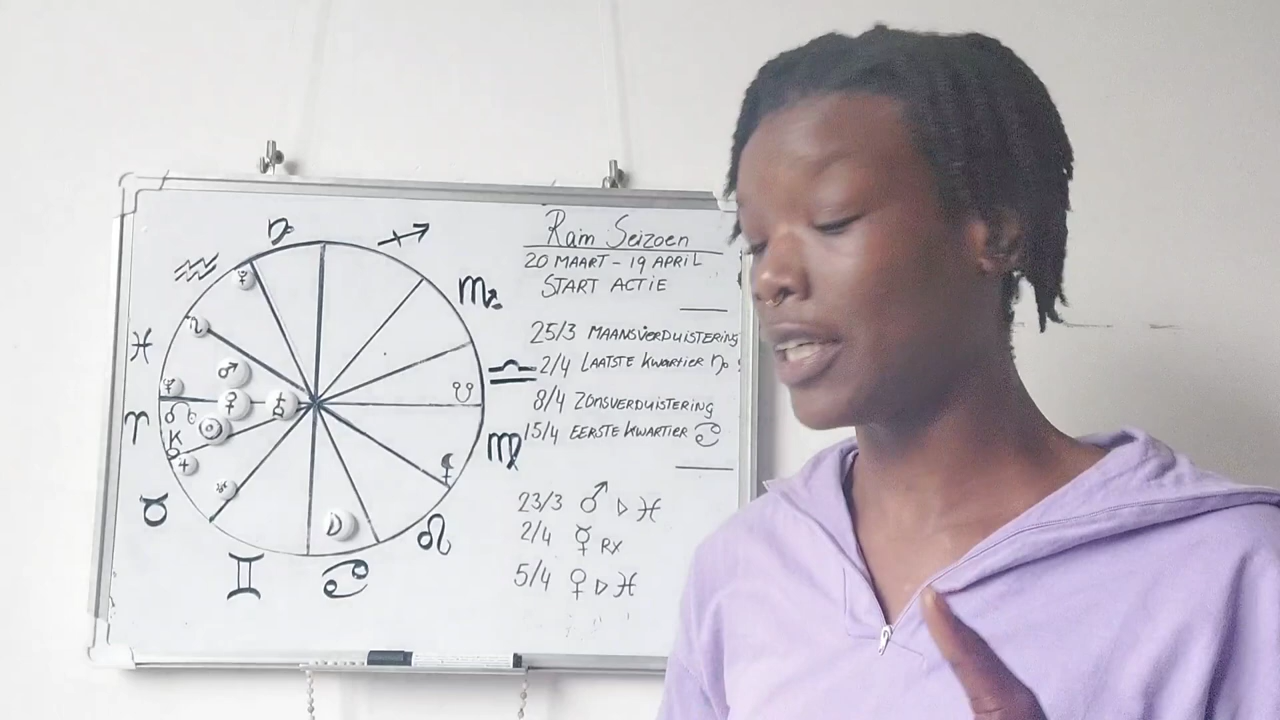 Ram Seizoen
20 MAART - 19 APRIL
START ACTIE
25/3 MAANSVERDUISTERING
2/4 LAATSTE KWARTIER ♑
8/4 ZONSVERDUISTERING
15/4 EERSTE KWARTIER ♋
23/3 ♂ ▷ ♓
2/4 ☿ RX
5/4 ♀ ▷ ♓